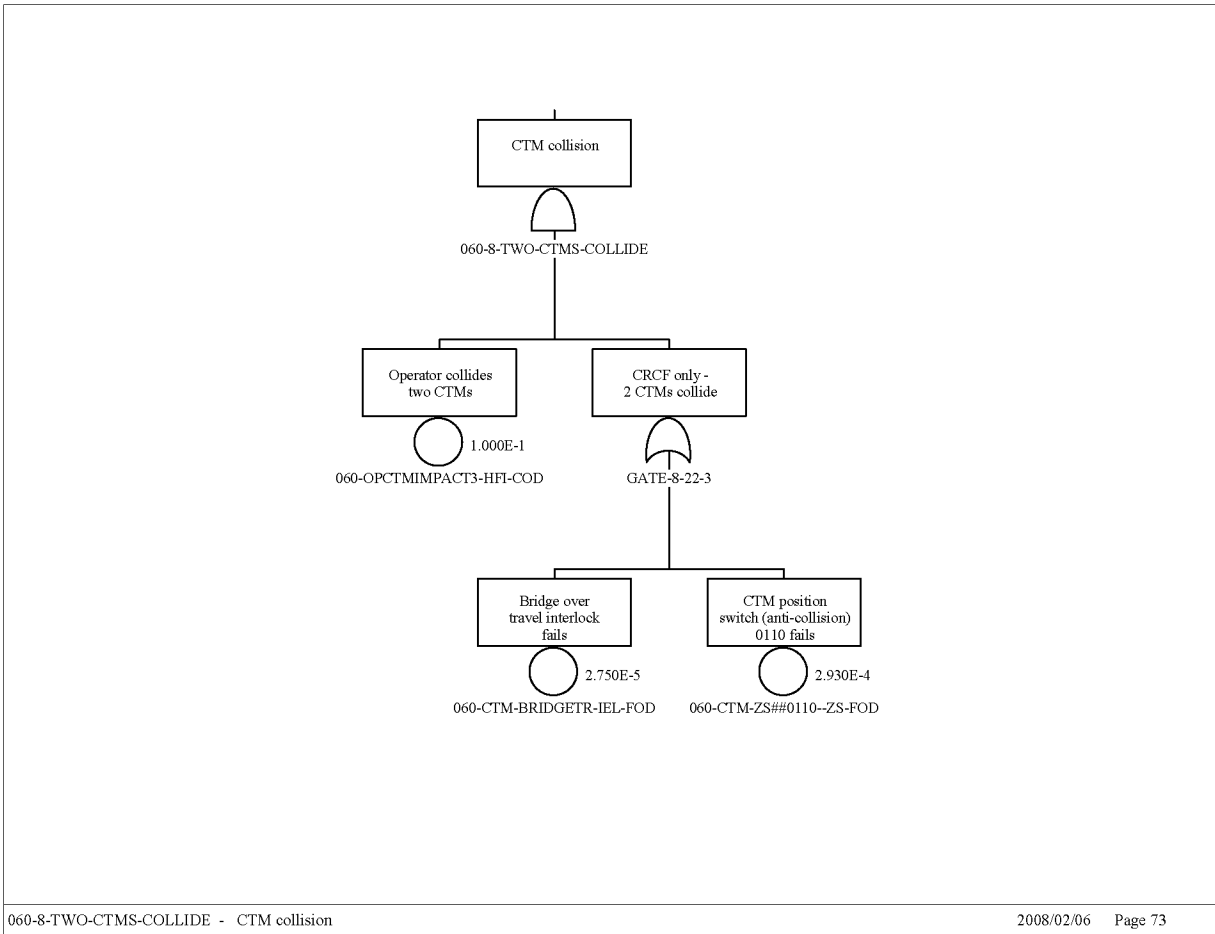 CTM collision
060-8-TWO-CTMS-COLLIDE
Operator collides
two CTMs
1.000E-1
060-OPCTMIMPACT3-HFI-COD
CRCF only -
2 CTMs collide
GATE-8-22-3
Bridge over
travel interlock
fails
2.750E-5
060-CTM-BRIDGETR-IEL-FOD
CTM position
switch (anti-collision)
0110 fails
2.930E-4
060-CTM-ZS##0110--ZS-FOD
060-8-TWO-CTMS-COLLIDE - CTM collision
2008/02/06 Page 73